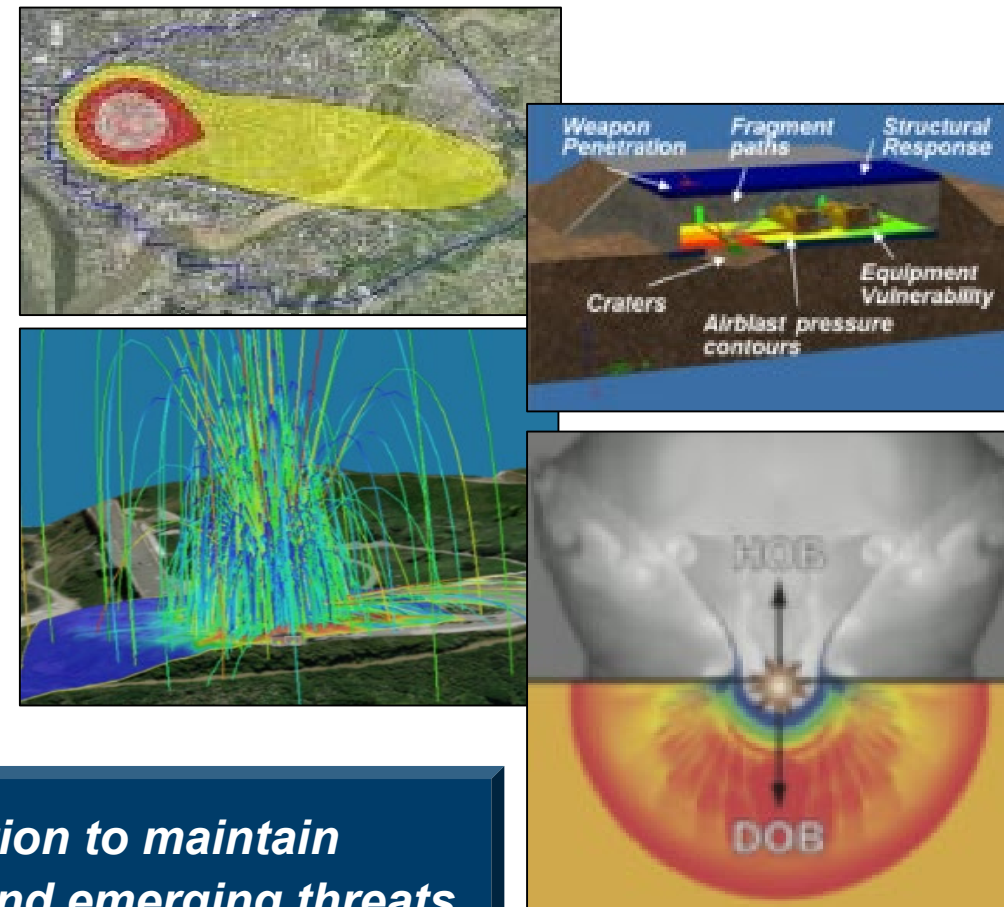 Weapon Penetration
Fragment paths
Structural Response
Craters
Airblast pressure contours
Equipment Vulnerability
HOB
DOB
tion to maintain
nd emerging threats